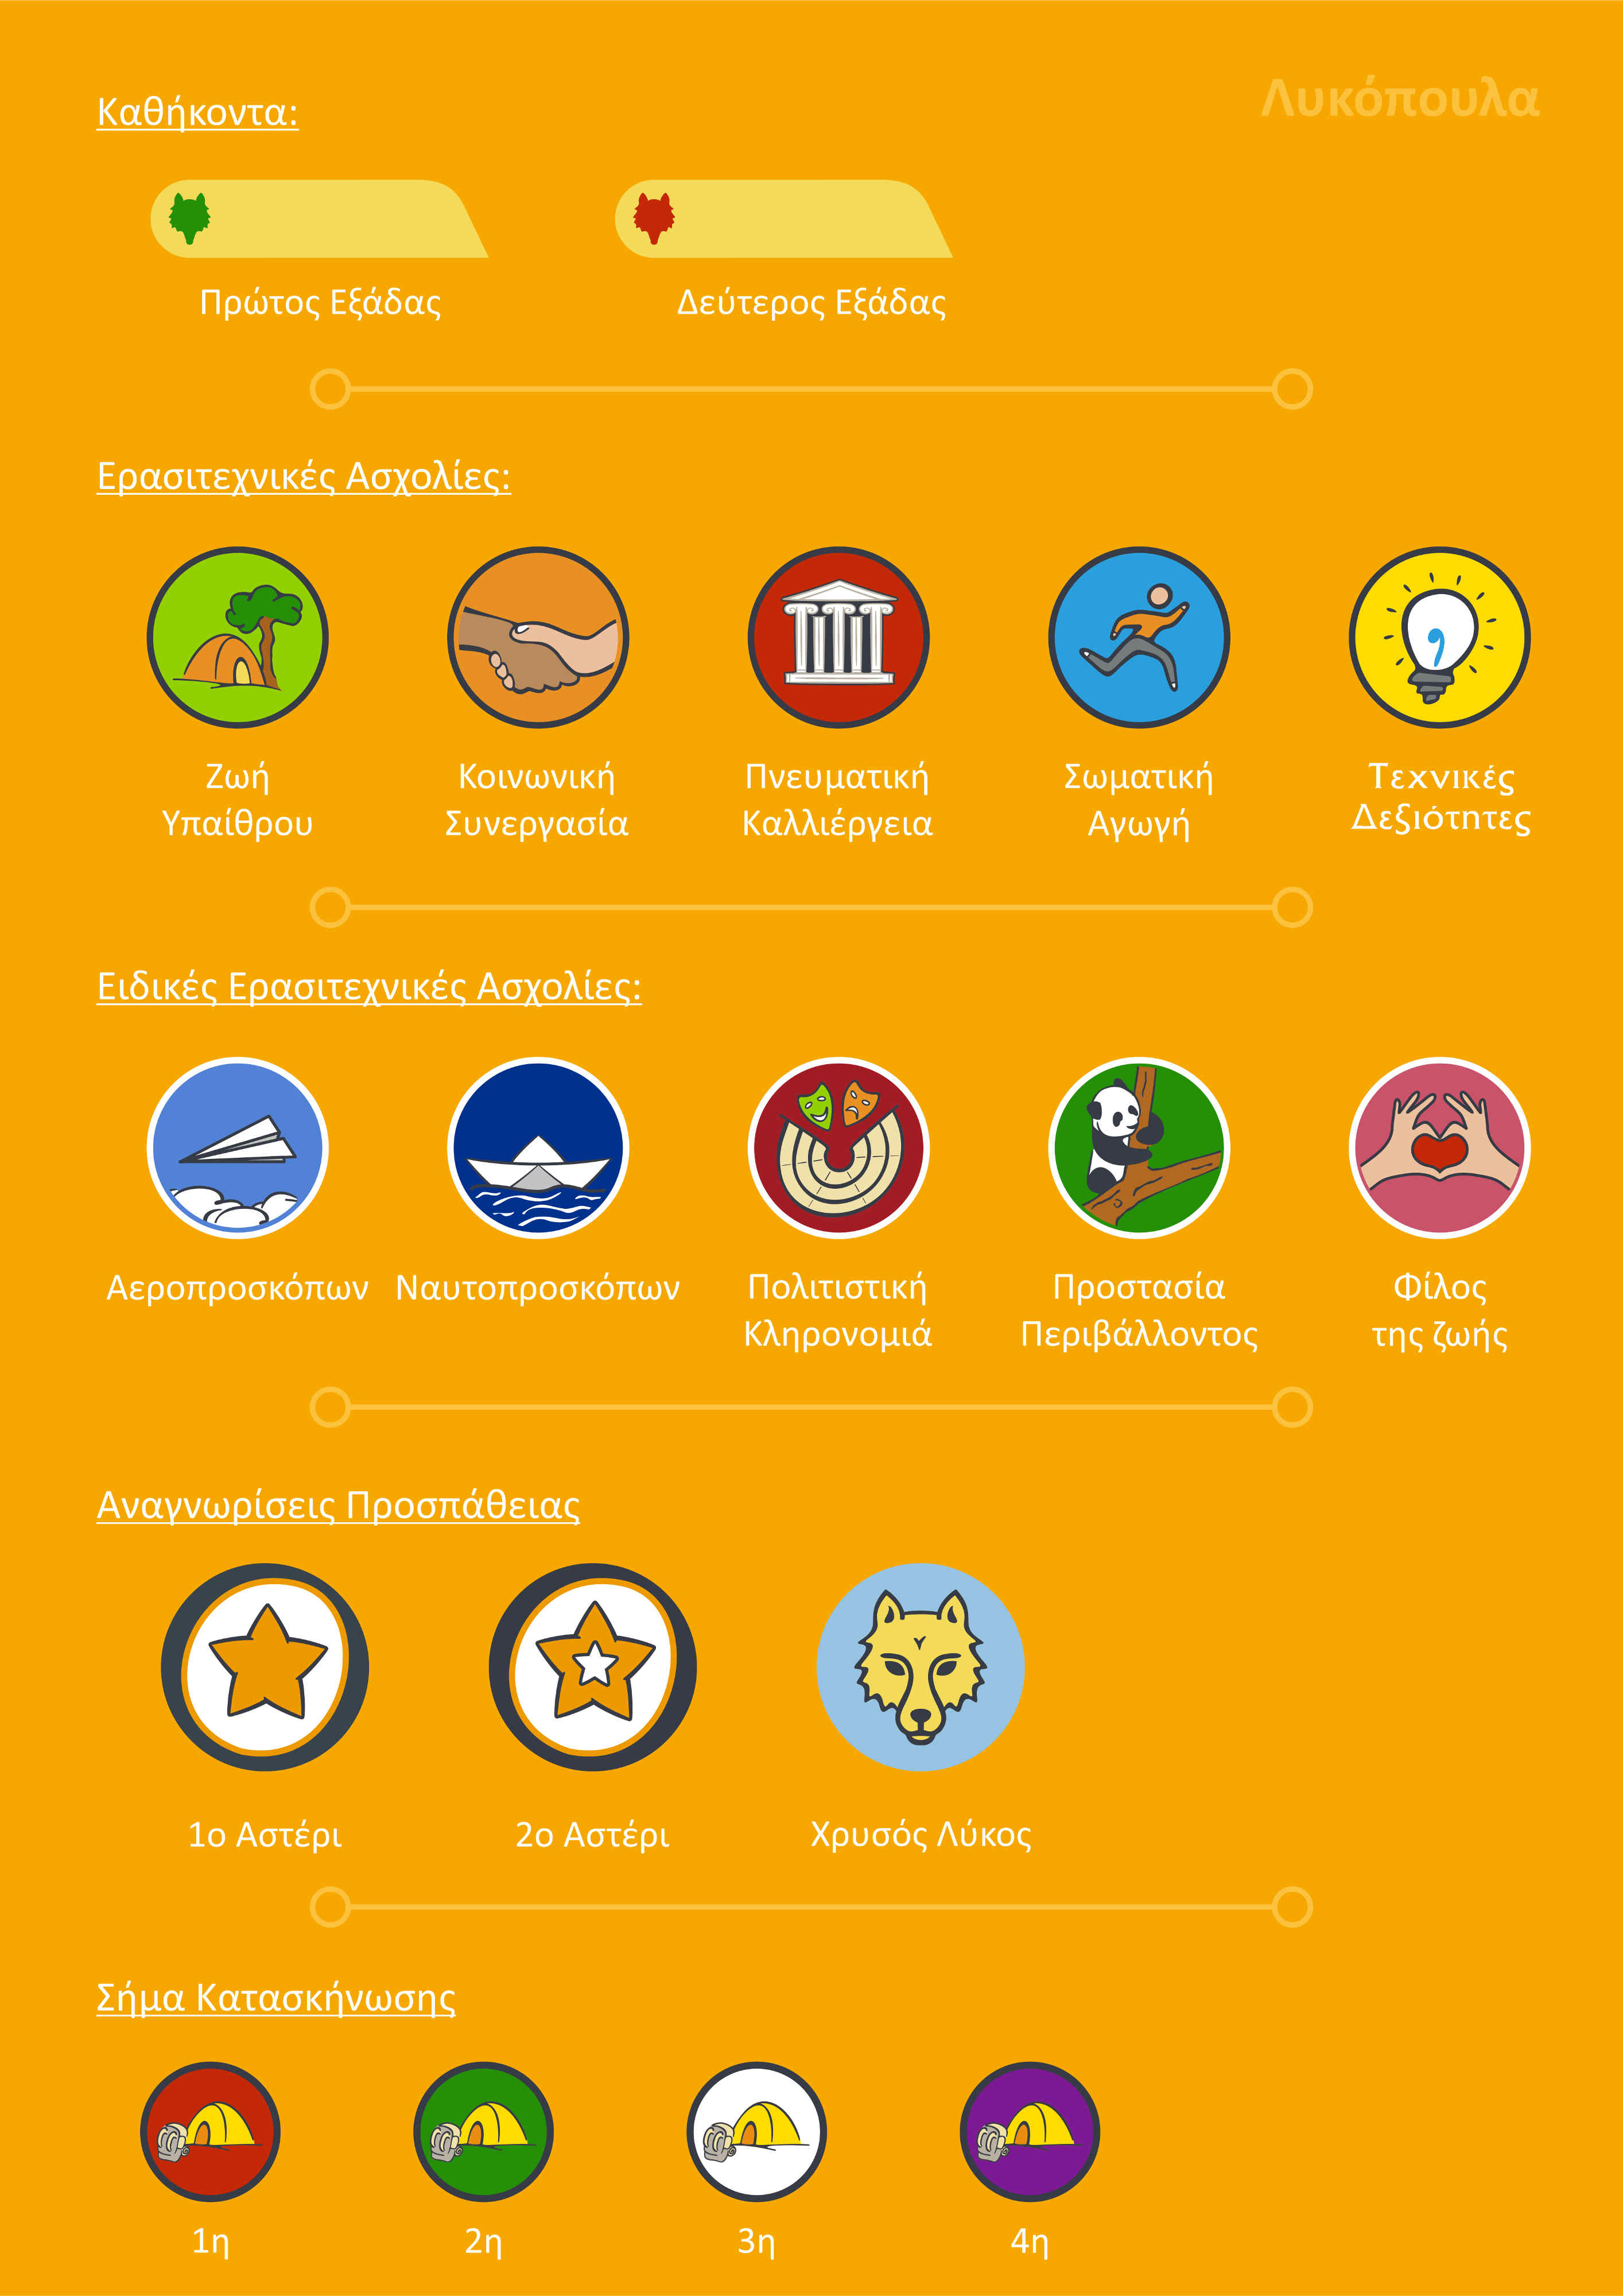 Λυκόπουλα
Καθήκοντα:
Πρώτος Εξάδας
Δεύτερος Εξάδας
Ερασιτεχνικές Ασχολίες:
Ζωή
Υπαίθρου
Κοινωνική
Συνεργασία
Πνευματική
Καλλιέργεια
Σωματική
Αγωγή
Τεχνικές
Δεξιότητες
Ειδικές Ερασιτεχνικές Ασχολίες:
Αεροπροσκόπων
Ναυτοπροσκόπων
Πολιτιστική
Κληρονομιά
Προστασία
Περιβάλλοντος
Φίλος
της ζωής
Αναγνωρίσεις Προσπάθειας
1ο Αστέρι
2ο Αστέρι
Χρυσός Λύκος
Σήμα Κατασκήνωσης
1η
2η
3η
4η